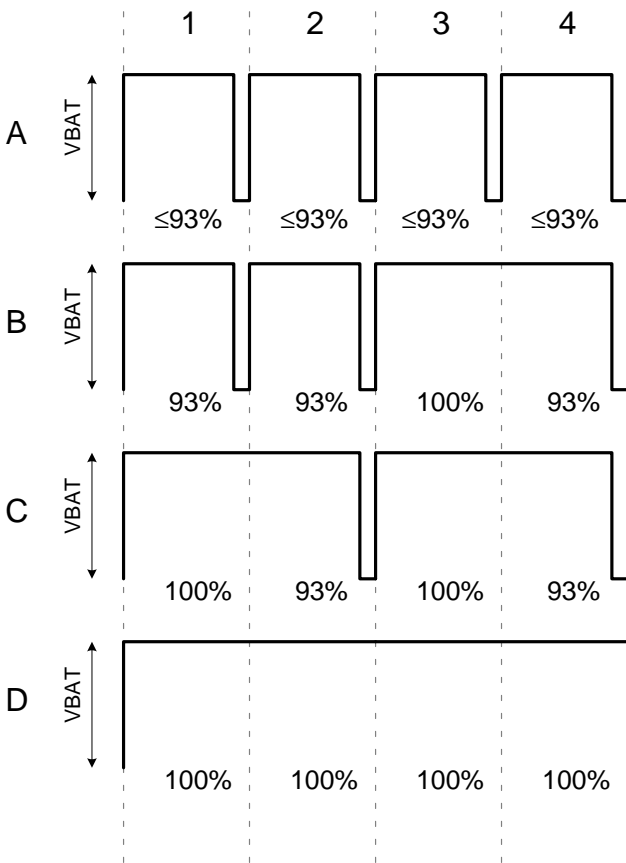 1 2 3 4
A VBAT
≤93% ≤93% ≤93% ≤93%
B VBAT
93% 93% 100% 93%
C VBAT
100% 93% 100% 93%
D VBAT
100% 100% 100% 100%